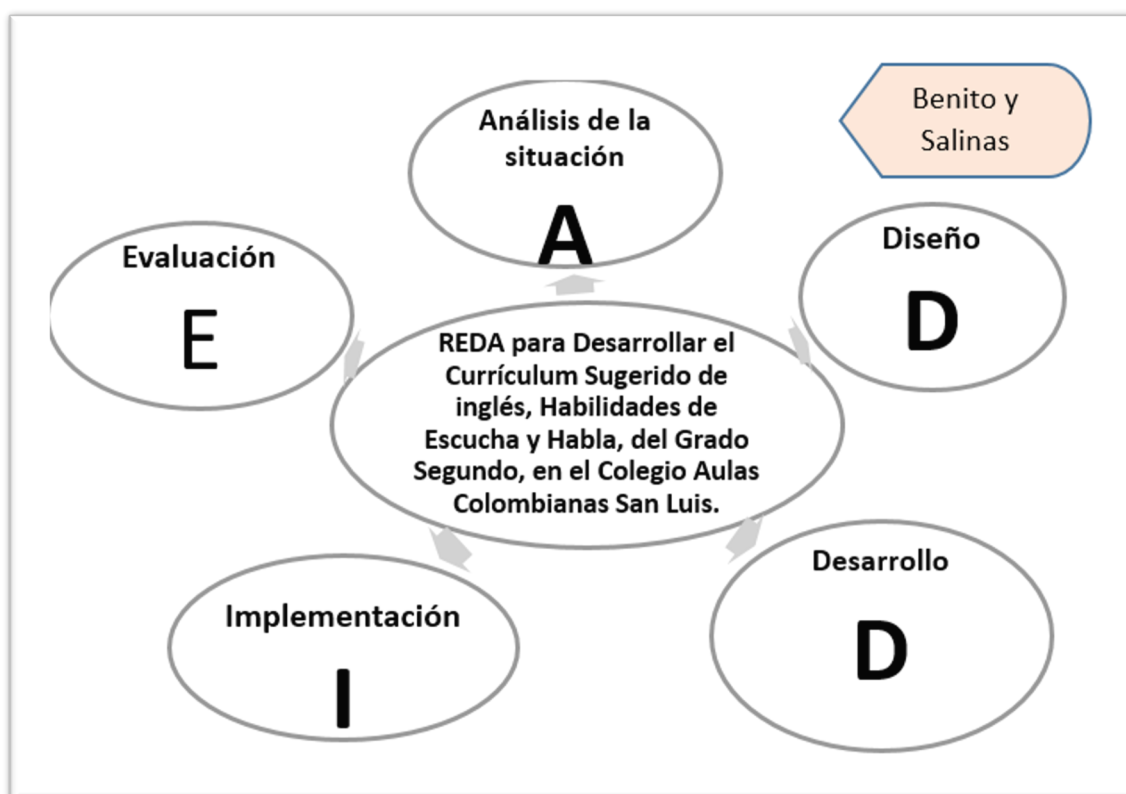 Benito y
Salinas
Análisis de la
situación
A
Diseño
D
Evaluación
E
REDA para Desarrollar el
Currículum Sugerido de
inglés, Habilidades de
Escucha y Habla, del Grado
Segundo, en el Colegio Aulas
Colombianas San Luis.
Desarrollo
D
Implementación
I